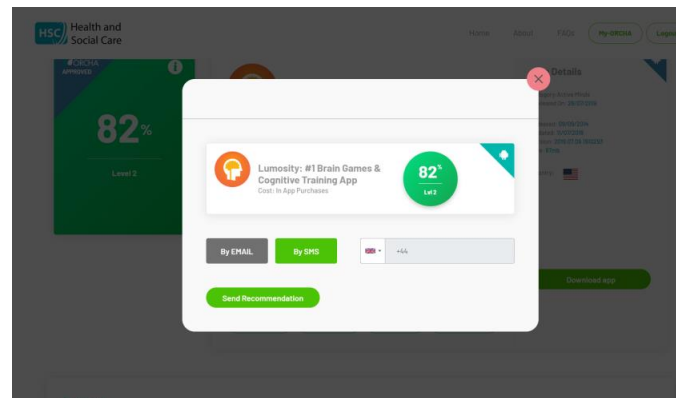 HSC Health and
Social Care
Home About FAQs My ORCHA Logou
ORCHA
APPROVED
82%
Level 2
Details
Lumosity: #1 Brain Games &
Cognitive Training App
Cost: In App Purchases
82%
Lvl 2
By EMAIL By SMS +44
Send Recommendation
Download app